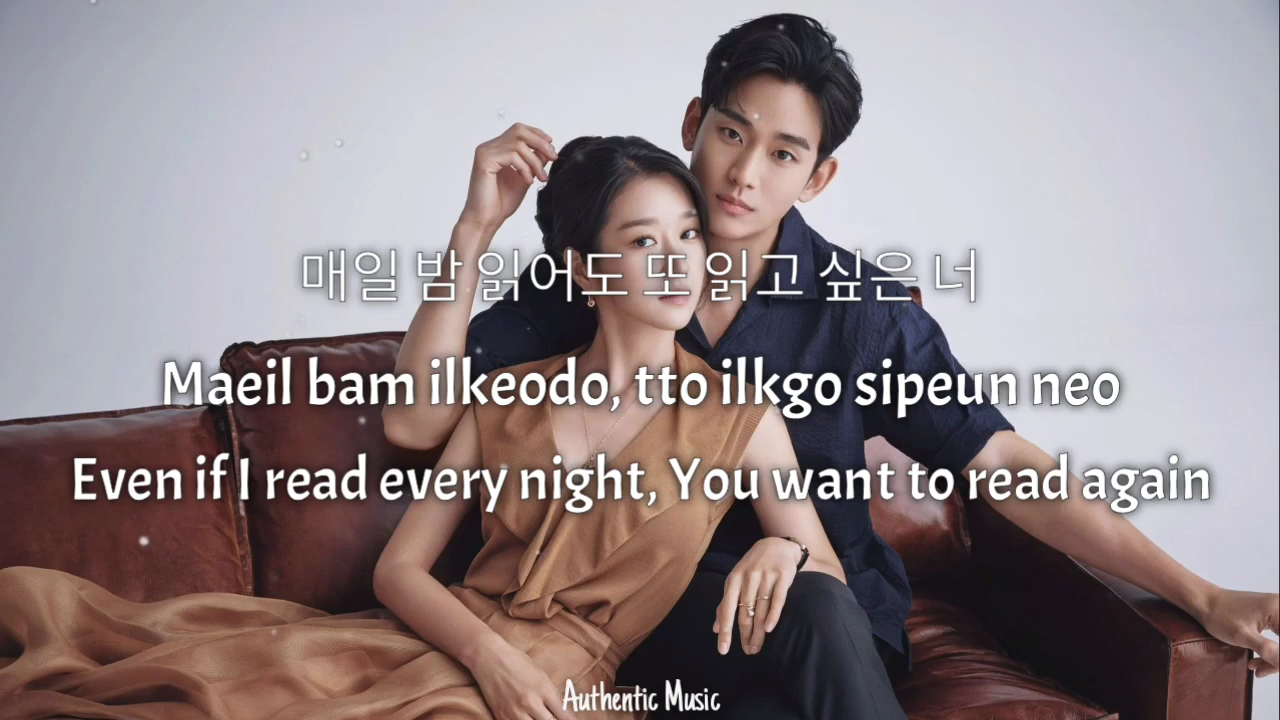 매일 밤 읽어도 또 읽고 싶은 너
Maeil bam ilkeodo, tto ilkgo sipeun neo
Even if I read every night, You want to read again
Authentic Music